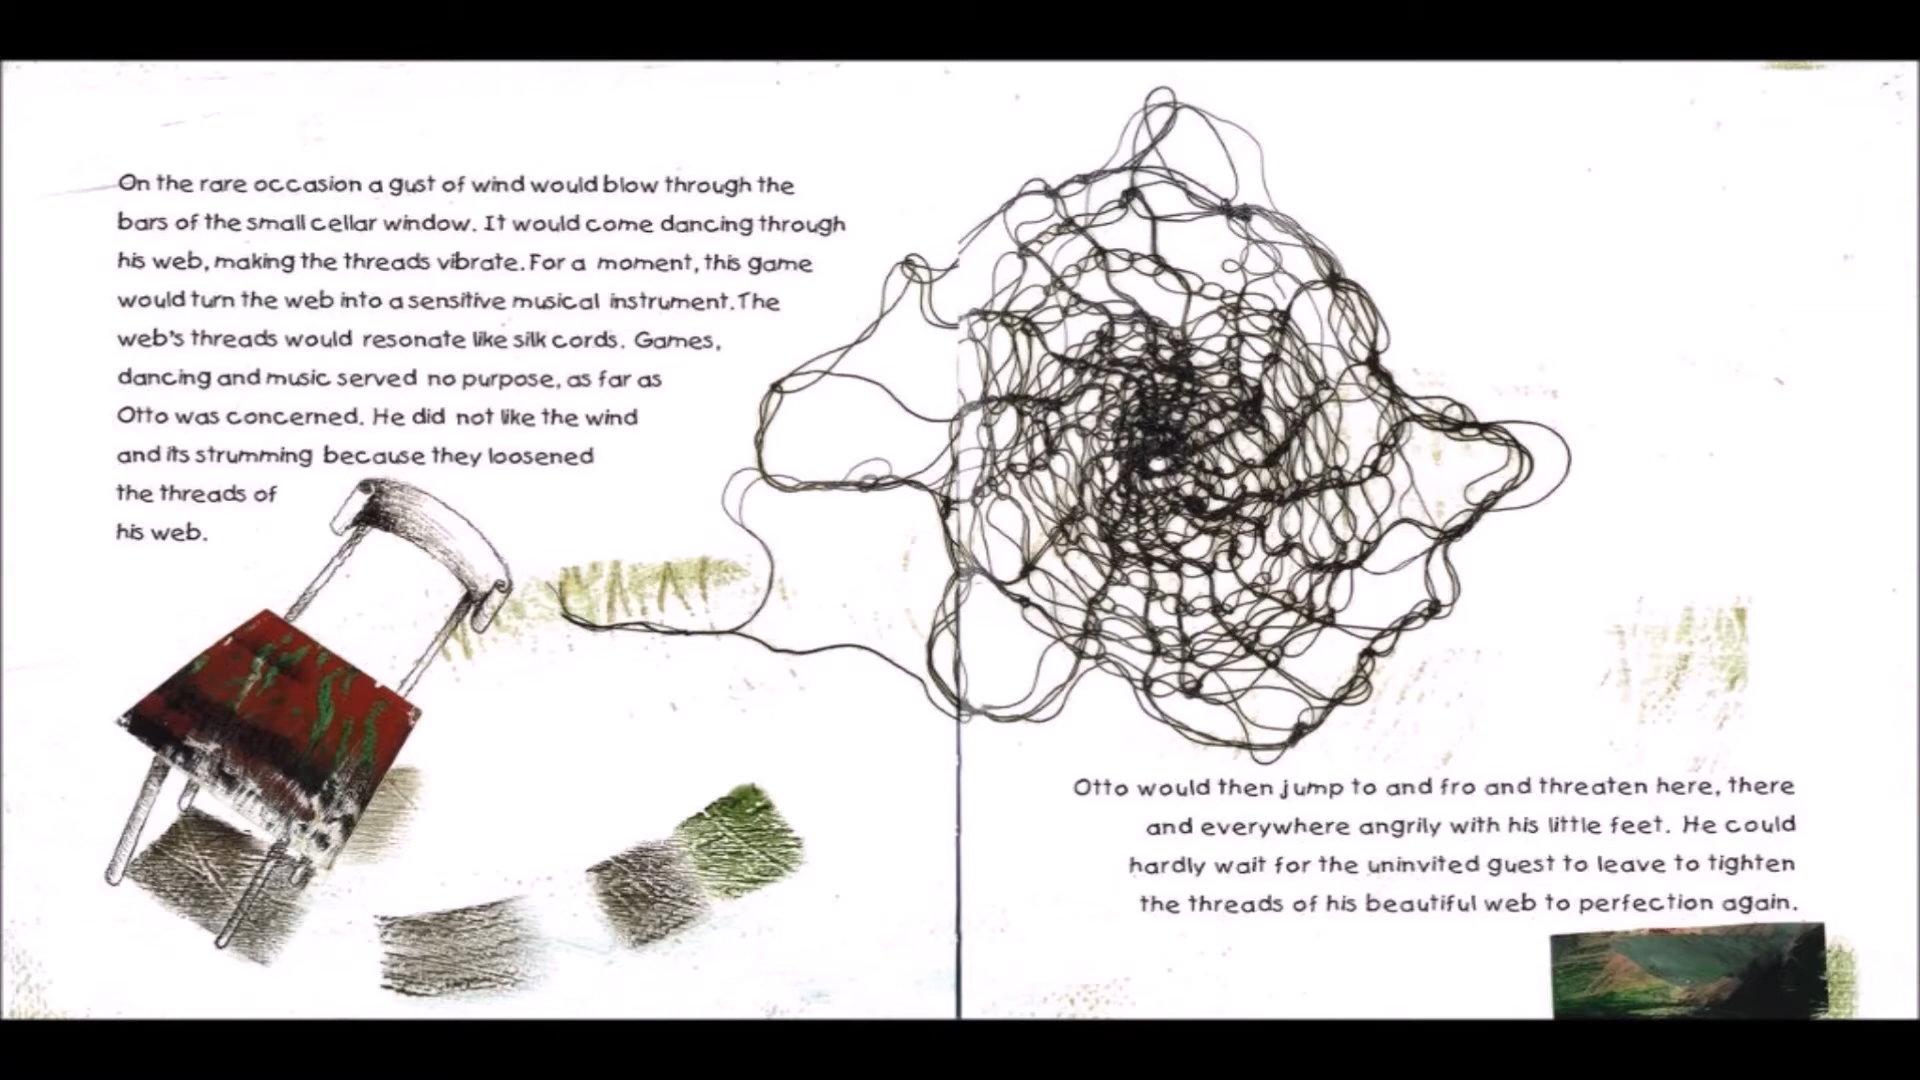 On the rare occasion a gust of wind would blow through the
bars of the small cellar window. It would come dancing through
his web, making the threads vibrate. For a moment, this game
would turn the web into a sensitive musical instrument. The
web's threads would resonate like silk cords. Games,
dancing and music served no purpose, as far as
Otto was concerned. He did not like the wind
and its strumming because they loosened
the threads of
his web.
Otto would then jump to and fro and threaten here, there
and everywhere angrily with his little feet. He could
hardly wait for the uninvited guest to leave to tighten
the threads of his beautiful web to perfection again.